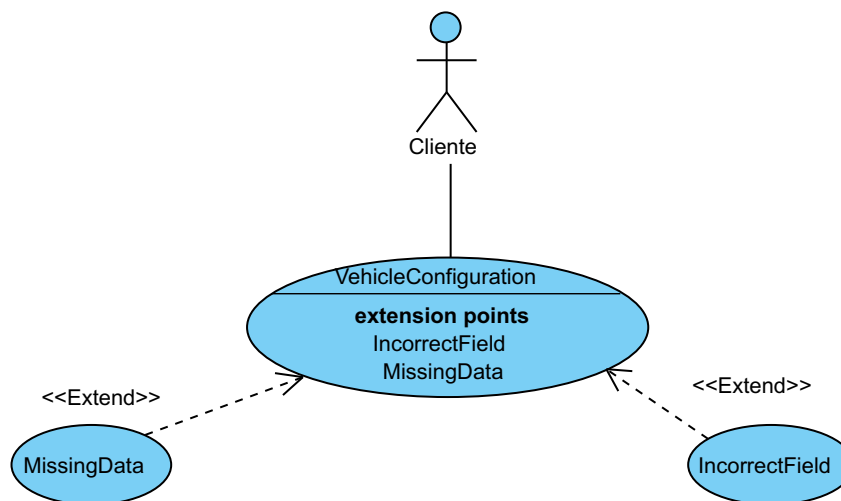 Cliente
VehicleConfiguration
extension points
IncorrectField
MissingData
<<Extend>>
<<Extend>>
MissingData
IncorrectField